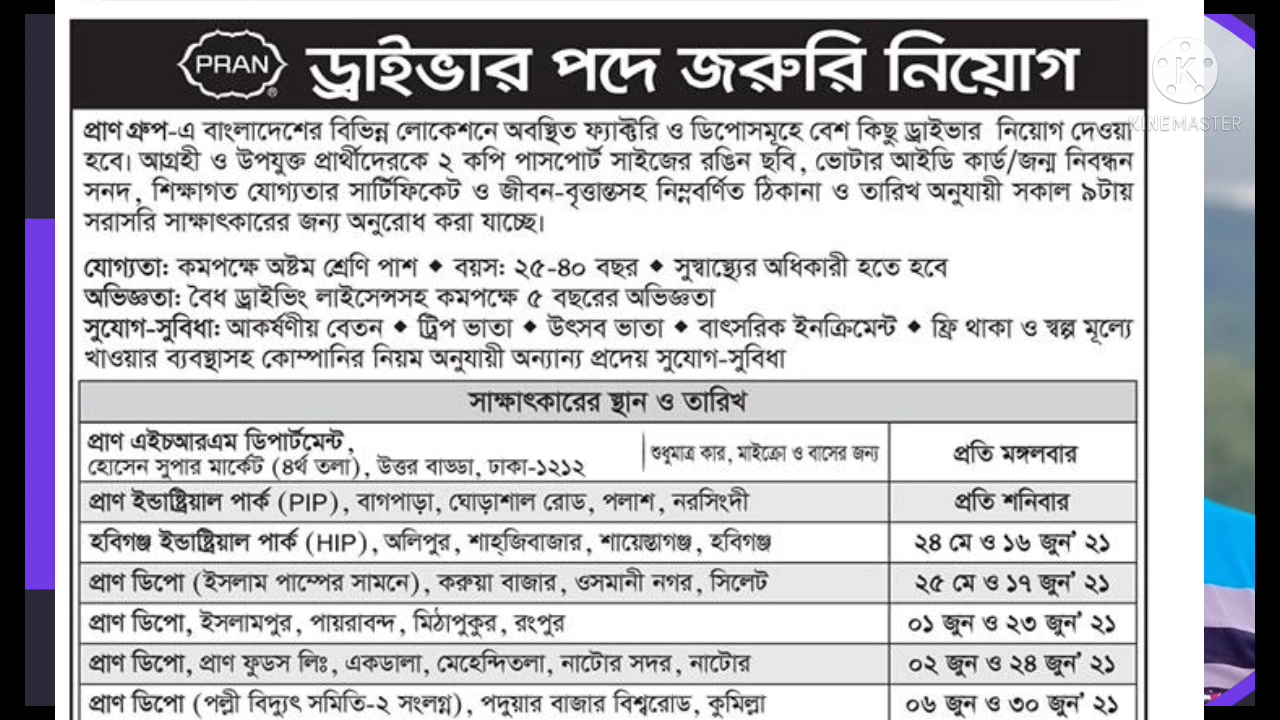 PRAN ® ড্রাইভার পদে জরুরি নিয়োগ
KINEMASTER
প্রাণ গ্রুপ-এ বাংলাদেশের বিভিন্ন লোকেশনে অবস্থিত ফ্যাক্টরি ও ডিপোসমূহে বেশ কিছু ড্রাইভার নিয়োগ দেওয়া
হবে। আগ্রহী ও উপযুক্ত প্রার্থীদেরকে ২ কপি পাসপোর্ট সাইজের রঙিন ছবি, ভোটার আইডি কার্ড/জন্ম নিবন্ধন
সনদ, শিক্ষাগত যোগ্যতার সার্টিফিকেট ও জীবন-বৃত্তান্তসহ নিম্নবর্ণিত ঠিকানা ও তারিখ অনুযায়ী সকাল ৯টায়
সরাসরি সাক্ষাৎকারের জন্য অনুরোধ করা যাচ্ছে।
যোগ্যতা: কমপক্ষে অষ্টম শ্রেণি পাশ ◆ বয়স: ২৫-৪০ বছর ◆ সুস্বাস্থ্যের অধিকারী হতে হবে
অভিজ্ঞতা: বৈধ ড্রাইভিং লাইসেন্সসহ কমপক্ষে ৫ বছরের অভিজ্ঞতা
সুযোগ-সুবিধা: আকর্ষণীয় বেতন ◆ ট্রিপ ভাতা ◆ উৎসব ভাতা ◆ বাৎসরিক ইনক্রিমেন্ট ◆ ফ্রি থাকা ও স্বল্প মূল্যে
খাওয়ার ব্যবস্থাসহ কোম্পানির নিয়ম অনুযায়ী অন্যান্য প্রদেয় সুযোগ-সুবিধা
সাক্ষাৎকারের স্থান ও তারিখ
প্রাণ এইচআরএম ডিপার্টমেন্ট,
হোসেন সুপার মার্কেট (৪র্থ তলা), উত্তর বাড্ডা, ঢাকা-১২১২
শুধুমাত্র কার, মাইক্রো ও বাসের জন্য
প্রতি মঙ্গলবার
প্রাণ ইন্ডাষ্ট্রিয়াল পার্ক (PIP), বাগপাড়া, ঘোড়াশাল রোড, পলাশ, নরসিংদী প্রতি শনিবার
হবিগঞ্জ ইন্ডাষ্ট্রিয়াল পার্ক (HIP), অলিপুর, শাহ্‌জিবাজার, শায়েস্তাগঞ্জ, হবিগঞ্জ ২৪ মে ও ১৬ জুন' ২১
প্রাণ ডিপো (ইসলাম পাম্পের সামনে), করুয়া বাজার, ওসমানী নগর, সিলেট ২৫ মে ও ১৭ জুন' ২১
প্রাণ ডিপো, ইসলামপুর, পায়রাবন্দ, মিঠাপুকুর, রংপুর ০১ জুন ও ২৩ জুন' ২১
প্রাণ ডিপো, প্রাণ ফুডস লিঃ, একডালা, মেহেন্দিতলা, নাটোর সদর, নাটোর ০২ জুন ও ২৪ জুন' ২১
প্রাণ ডিপো (পল্লী বিদ্যুৎ সমিতি-২ সংলগ্ন), পদুয়ার বাজার বিশ্বরোড, কুমিল্লা ০৬ জুন ও ৩০ জুন' ২১